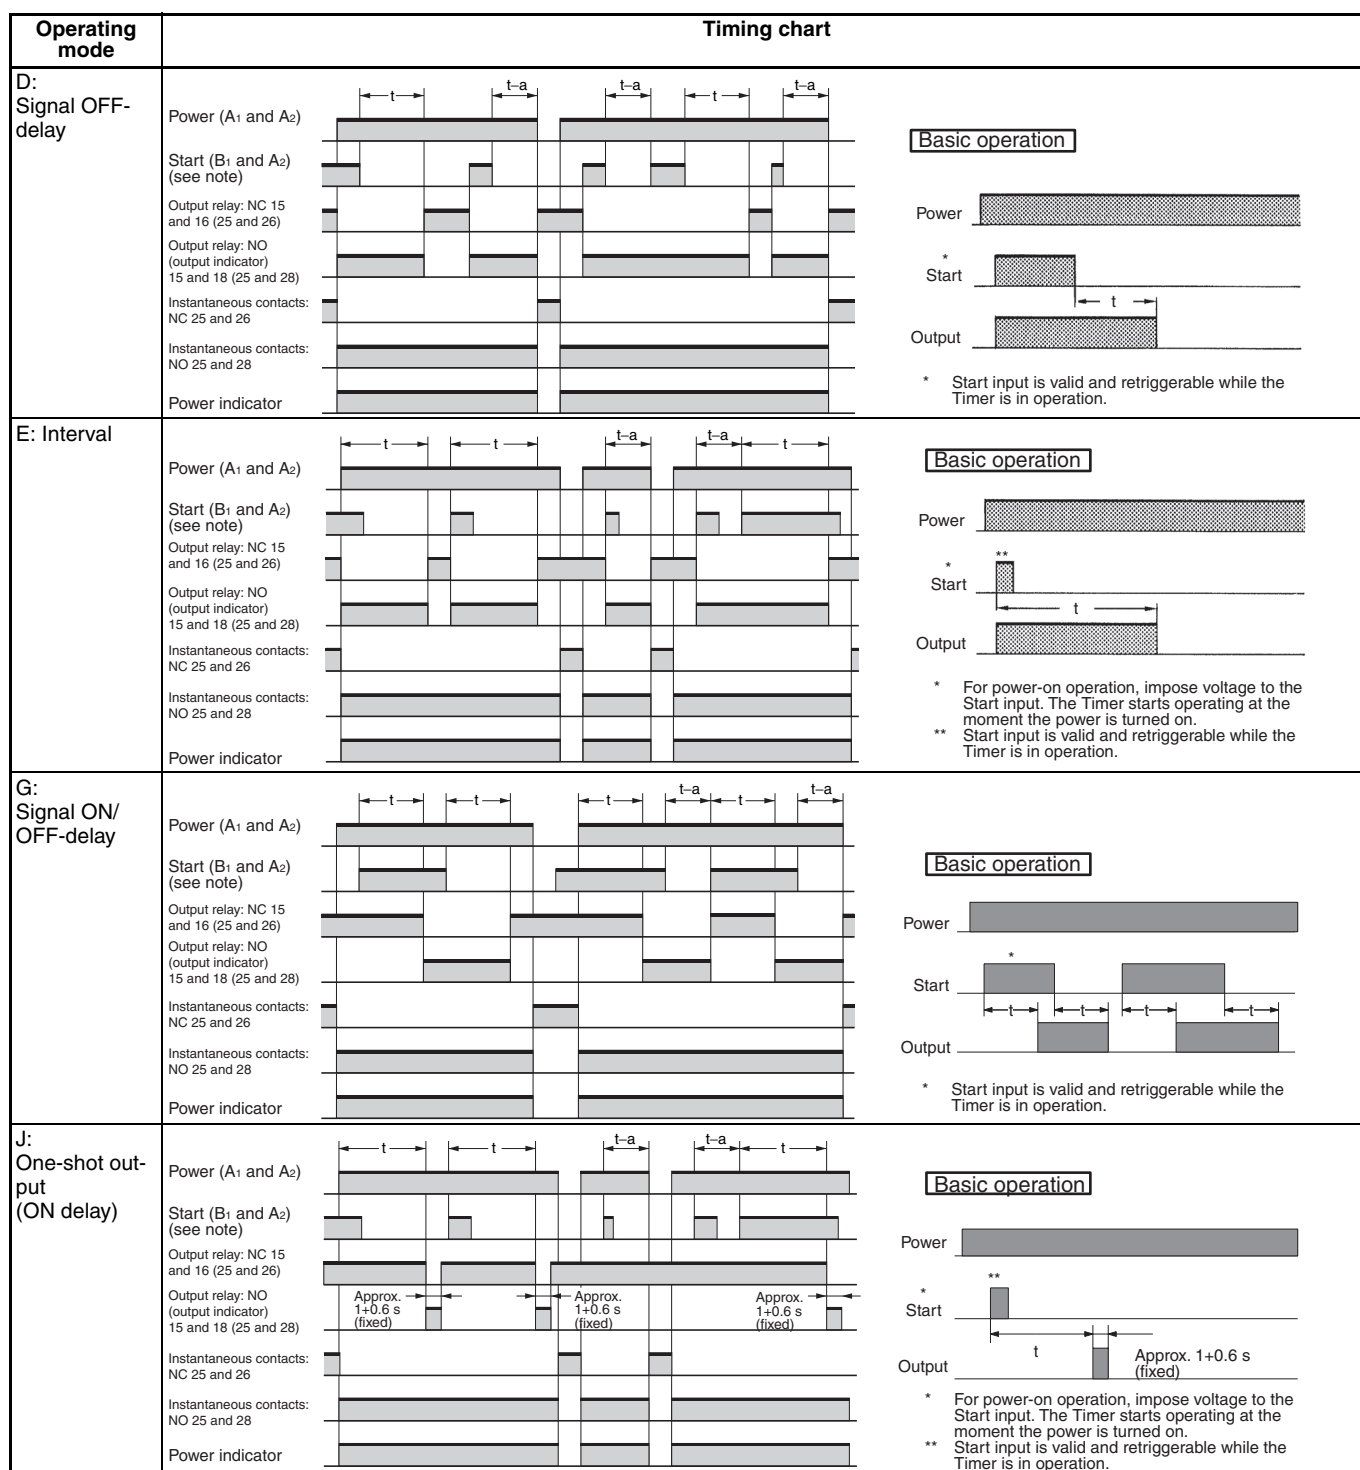 Operating
mode
Timing chart
D:
Signal OFF-
delay
t
t–a
t–a
t
t–a
Power (A1 and A2)
Start (B1 and A2)
(see note)
Output relay: NC 15
and 16 (25 and 26)
Output relay: NO
(output indicator)
15 and 18 (25 and 28)
Instantaneous contacts:
NC 25 and 26
Instantaneous contacts:
NO 25 and 28
Power indicator
Basic operation
Power
*
Start
t
Output
* Start input is valid and retriggerable while the
Timer is in operation.
E: Interval
t
t
t–a
t–a
t
Power (A1 and A2)
Start (B1 and A2)
(see note)
Output relay: NC 15
and 16 (25 and 26)
Output relay: NO
(output indicator)
15 and 18 (25 and 28)
Instantaneous contacts:
NC 25 and 26
Instantaneous contacts:
NO 25 and 28
Power indicator
Basic operation
Power
**
*
Start
t
Output
* For power-on operation, impose voltage to the
Start input. The Timer starts operating at the
moment the power is turned on.
** Start input is valid and retriggerable while the
Timer is in operation.
G:
Signal ON/
OFF-delay
t
t
t
t–a
t
t–a
Power (A1 and A2)
Start (B1 and A2)
(see note)
Output relay: NC 15
and 16 (25 and 26)
Output relay: NO
(output indicator)
15 and 18 (25 and 28)
Instantaneous contacts:
NC 25 and 26
Instantaneous contacts:
NO 25 and 28
Power indicator
Basic operation
Power
*
Start
t
t
t
t
Output
* Start input is valid and retriggerable while the
Timer is in operation.
J:
One-shot out-
put
(ON delay)
t
t
t–a
t–a
t
Power (A1 and A2)
Start (B1 and A2)
(see note)
Output relay: NC 15
and 16 (25 and 26)
Output relay: NO
(output indicator)
15 and 18 (25 and 28)
Approx.
1+0.6 s
(fixed)
Approx.
1+0.6 s
(fixed)
Approx.
1+0.6 s
(fixed)
Instantaneous contacts:
NC 25 and 26
Instantaneous contacts:
NO 25 and 28
Power indicator
Basic operation
Power
**
*
Start
t
Approx. 1+0.6 s
(fixed)
Output
* For power-on operation, impose voltage to the
Start input. The Timer starts operating at the
moment the power is turned on.
** Start input is valid and retriggerable while the
Timer is in operation.